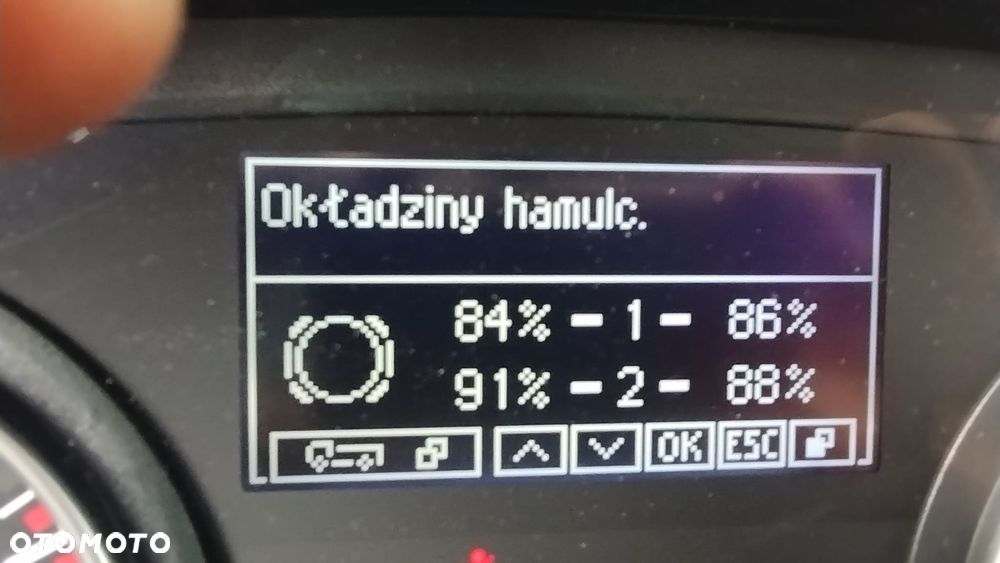 Okładziny hamulc.
84% - 1 - 86%
91% - 2 - 88%
OK ESC
OTOMOTO